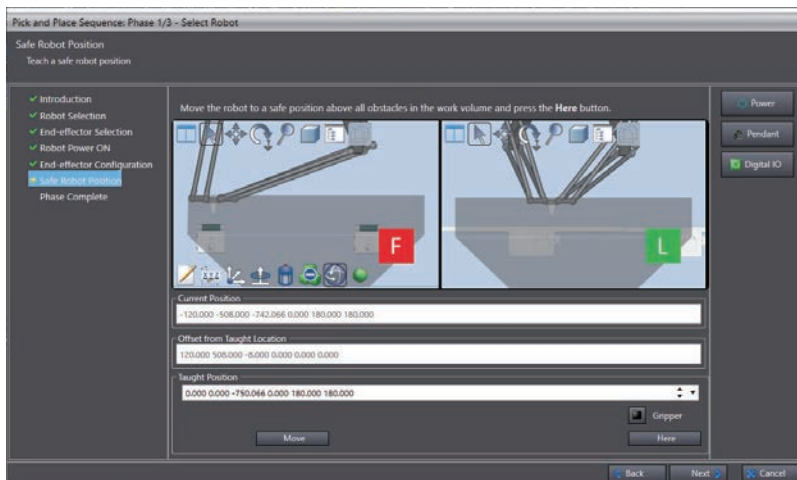 Pick and Place Sequence: Phase 1/3 - Select Robot
Safe Robot Position
Teach a safe robot position
Introduction
Robot Selection
End-effector Selection
Robot Power ON
End-effector Configuration
Safe Robot Position
Phase Complete
Move the robot to a safe position above all obstacles in the work volume and press the Here button.
F
L
Current Position
-120.000 -508.000 -742.066 0.000 180.000 180.000
Offset from Taught Location
120.000 508.000 -8.000 0.000 0.000 0.000
Taught Position
0.000 0.000 -750.066 0.000 180.000 180.000
Gripper
Move
Here
Power
Pendant
Digital IO
Back
Next
Cancel